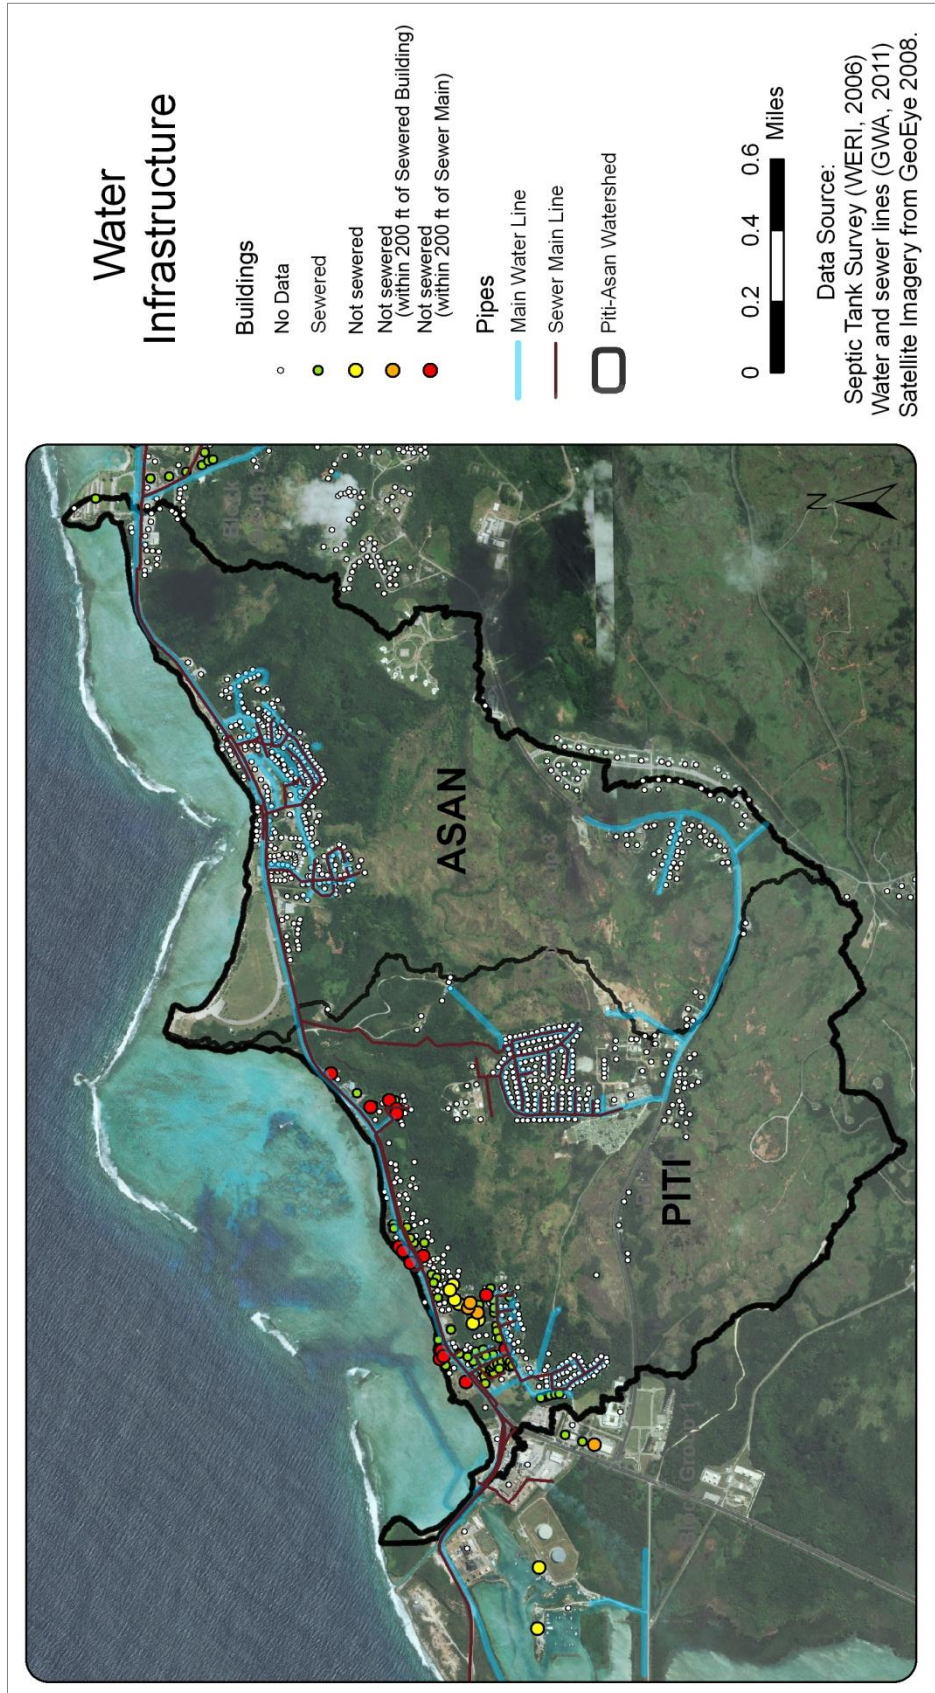 Water
Infrastructure
Buildings
No Data
Sewered
Not sewered
Not sewered
(within 200 ft of Sewered Building)
Not sewered
(within 200 ft of Sewer Main)
Pipes
Main Water Line
Sewer Main Line
Piti-Asan Watershed
0 0.2 0.4 0.6
Miles
Data Source:
Septic Tank Survey (WERI, 2006)
Water and sewer lines (GWA, 2011)
Satellite Imagery from GeoEye 2008.
ASAN
PITI
N